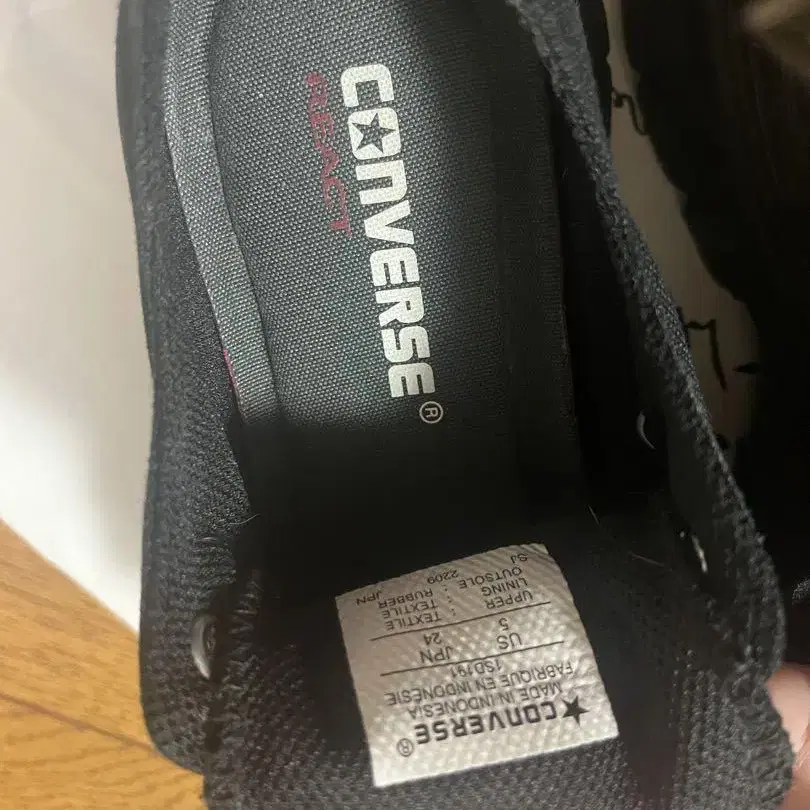 CONVERSE®
REACT
★CONVERSE®
MADE IN INDONESIA
FABRIQUE EN INDONESIE
1SD191
US JPN
5 24
UPPER : TEXTILE
LINING : TEXTILE
OUTSOLE : RUBBER
SJ 2209 JPN